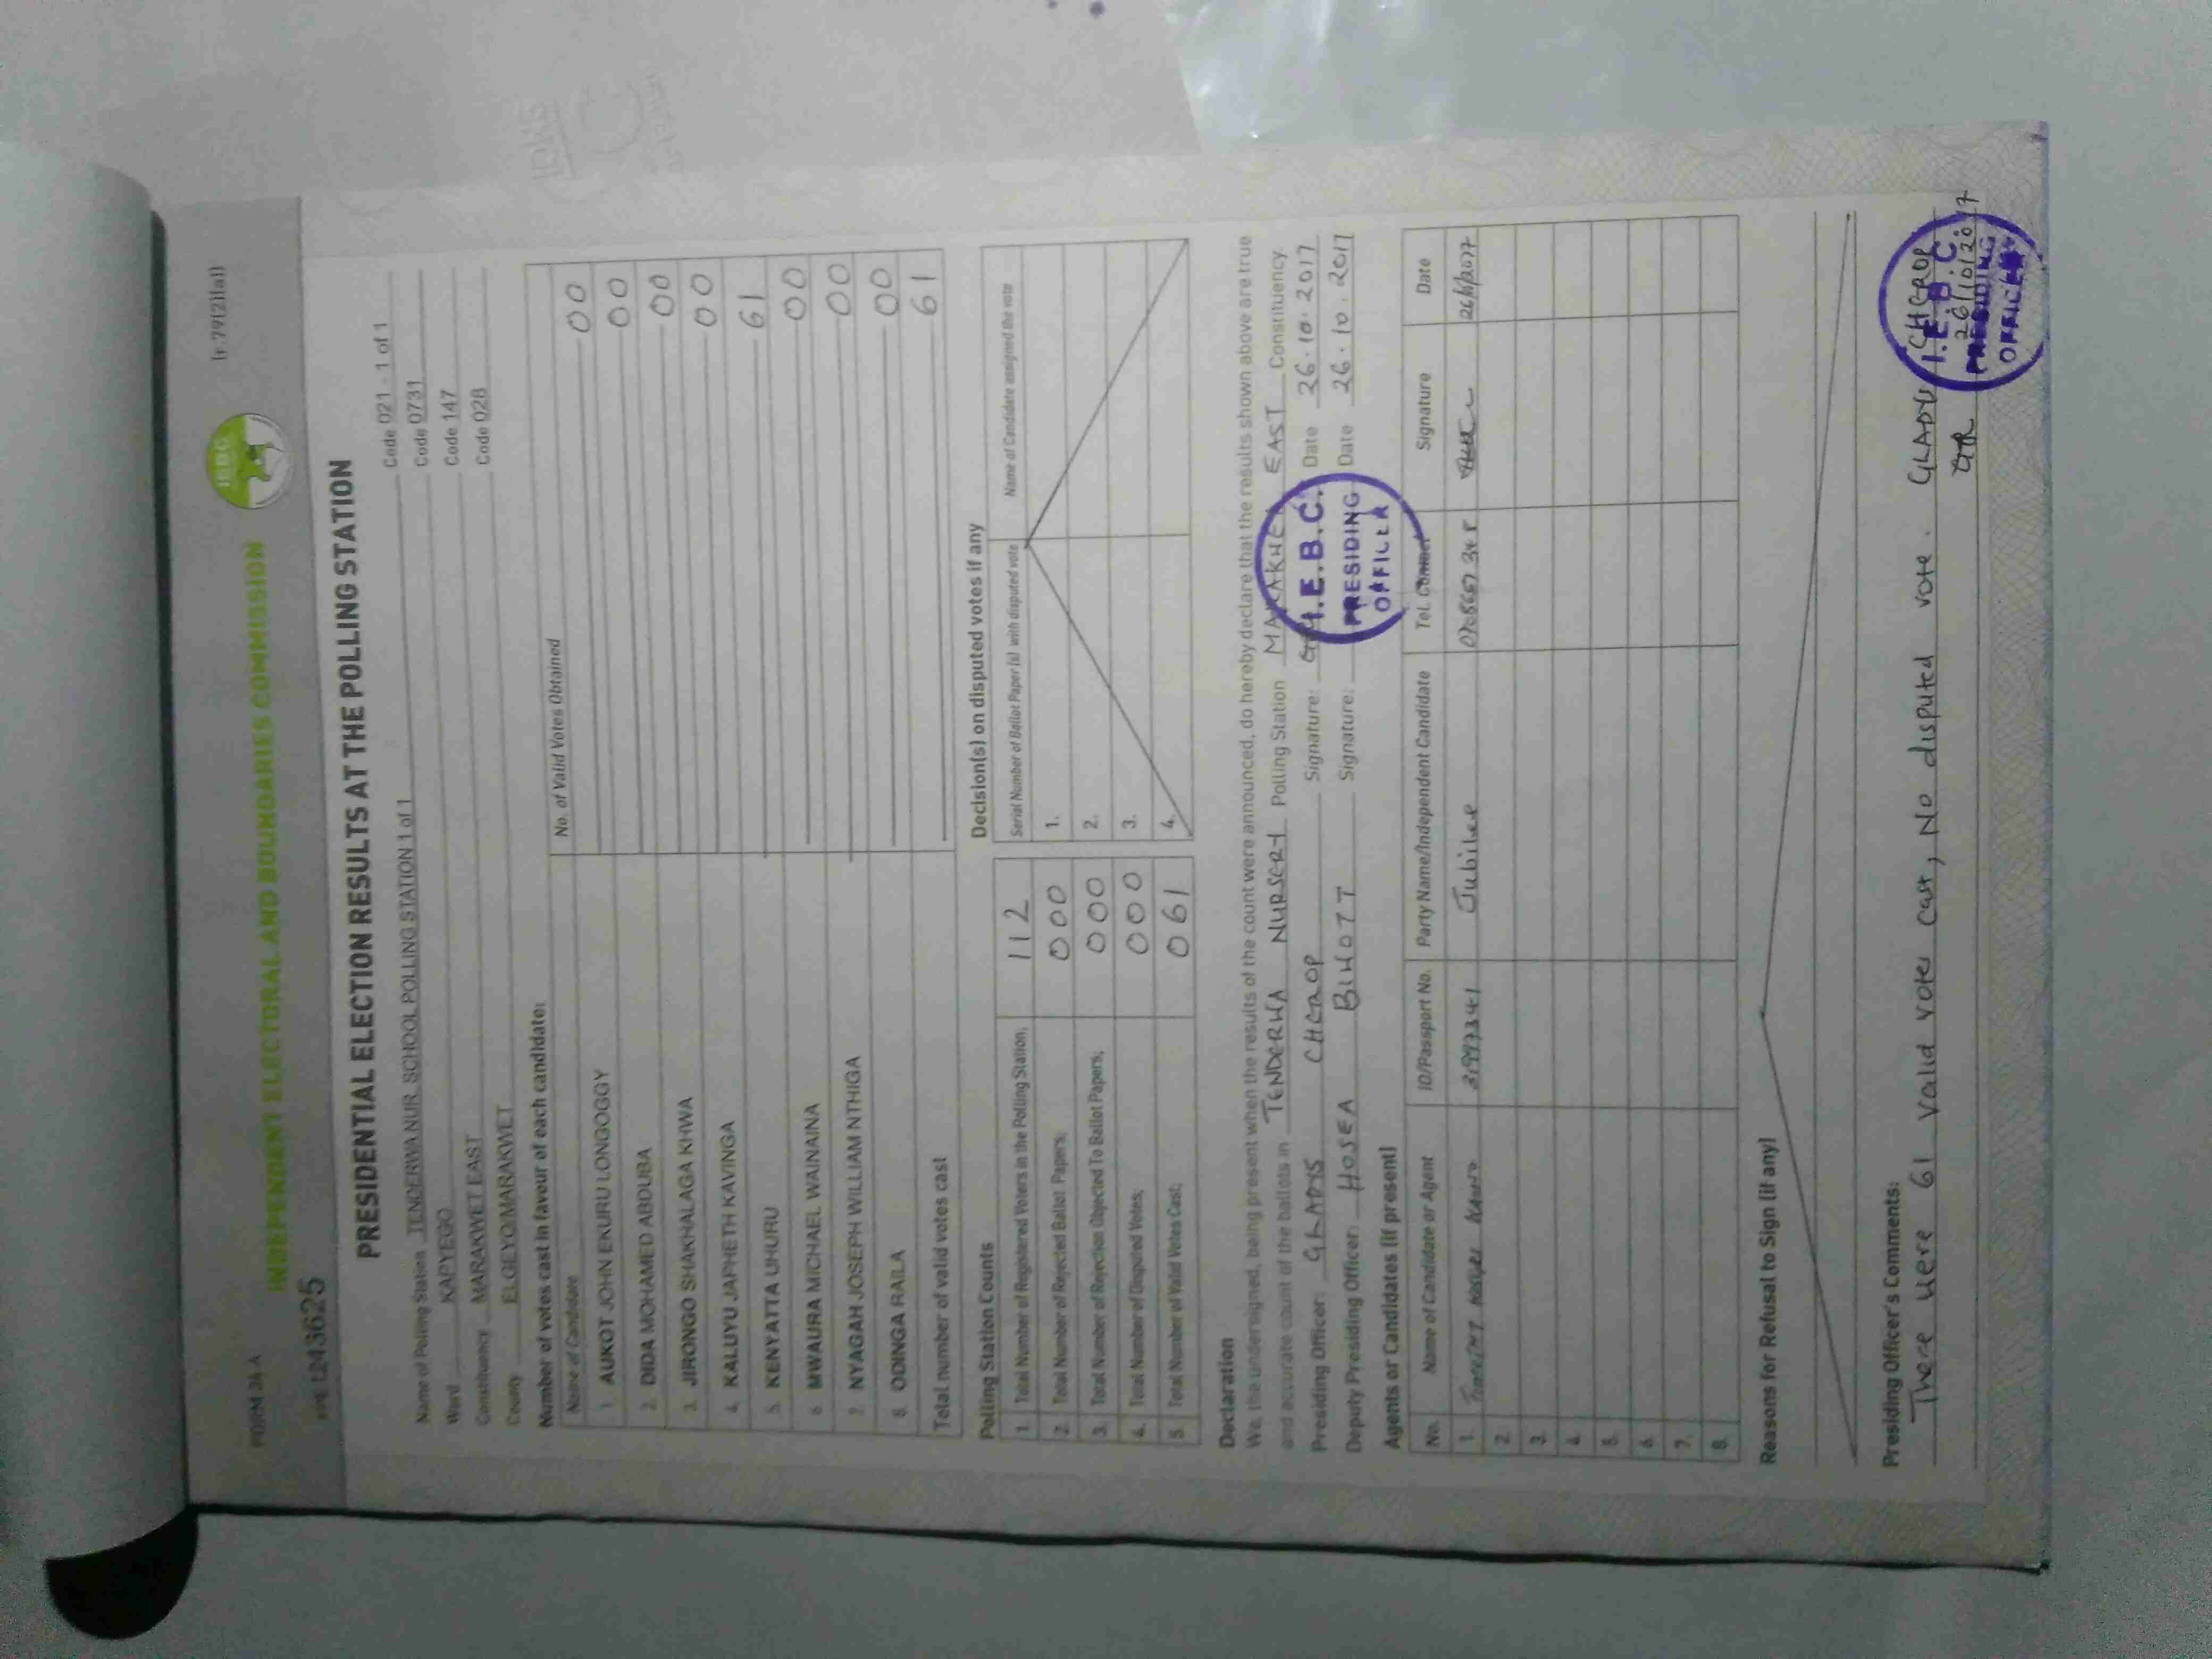 FORM 34 A [r 79(2)(a)]
INDEPENDENT ELECTORAL AND BOUNDARIES COMMISSION
IEBC
1243625
PRESIDENTIAL ELECTION RESULTS AT THE POLLING STATION
Name of Polling Station TENDERWA NUR. SCHOOL POLLING STATION 1 of 1 Code 021 - 1 of 1
Ward KAPYEGO Code 0731
Constituency MARAKWET EAST Code 147
County ELGEYO/MARAKWET Code 028
Number of votes cast in favour of each candidate:
Name of Candidate No. of Valid Votes Obtained
1. AUKOT JOHN EKURU LONGOGGY 00
2. DIDA MOHAMED ABDUBA 00
3. JIRONGO SHAKHALAGA KHWA 00
4. KALUYU JAPHETH KAVINGA 00
5. KENYATTA UHURU 61
6. MWAURA MICHAEL WAINAINA 00
7. NYAGAH JOSEPH WILLIAM NTHIGA 00
8. ODINGA RAILA 00
Total number of valid votes cast 61
Polling Station Counts
1. Total Number of Registered Voters in the Polling Station; 112
2. Total Number of Rejected Ballot Papers; 000
3. Total Number of Rejection Objected To Ballot Papers; 000
4. Total Number of Disputed Votes; 000
5. Total Number of Valid Votes Cast; 061
Decision(s) on disputed votes if any
Serial Number of Ballot Paper (s) with disputed vote Name of Candidate assigned the vote
1.
2.
3.
4.
Declaration
We, the undersigned, being present when the results of the count were announced, do hereby declare that the results shown above are true
and accurate count of the ballots in TENDERWA NURSERY Polling Station MARAKWET EAST Constituency.
Presiding Officer: GLADYS CHEROP Signature: Date 26.10.2017
Deputy Presiding Officer: HOSEA BIWOTT Signature: Date 26.10.2017
I.E.B.C.
PRESIDING
OFFICER
Agents or Candidates (if present)
No. Name of Candidate or Agent ID/Passport No. Party Name/Independent Candidate Tel. Contact Signature Date
1. Jubilee 26/10/2017
2.
3.
4.
5.
6.
7.
8.
Reasons for Refusal to Sign (if any)
Presiding Officer's Comments:
There were 61 valid votes cast, No disputed vote. GLADYS CHEROP
26/10/2017
I.E.B.C.
PRESIDING
OFFICER